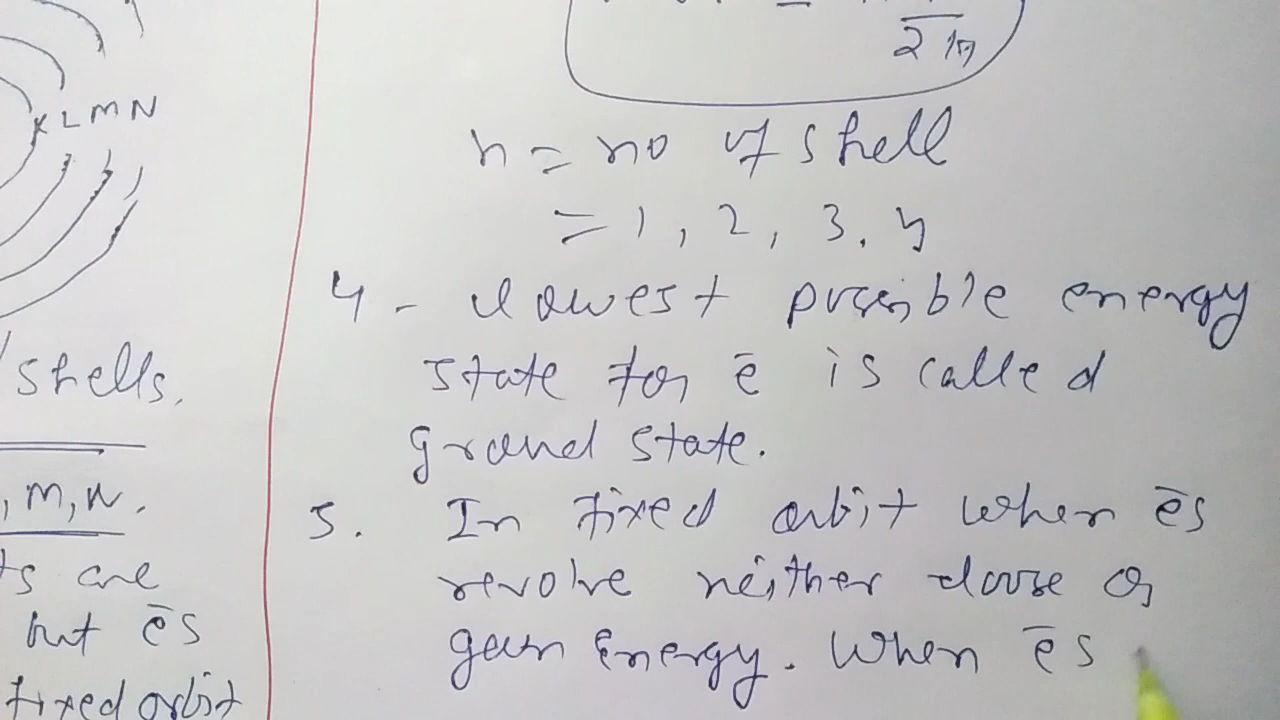 K L M N
shells.
, M, N.
ts are
but ēs
fixed orbit
2π
n = no of shell
= 1, 2, 3, 4
4 - lowest possible energy
state for ē is called
ground state.
5. In fixed orbit when ēs
revolve neither loose or
gain Energy. When ēs